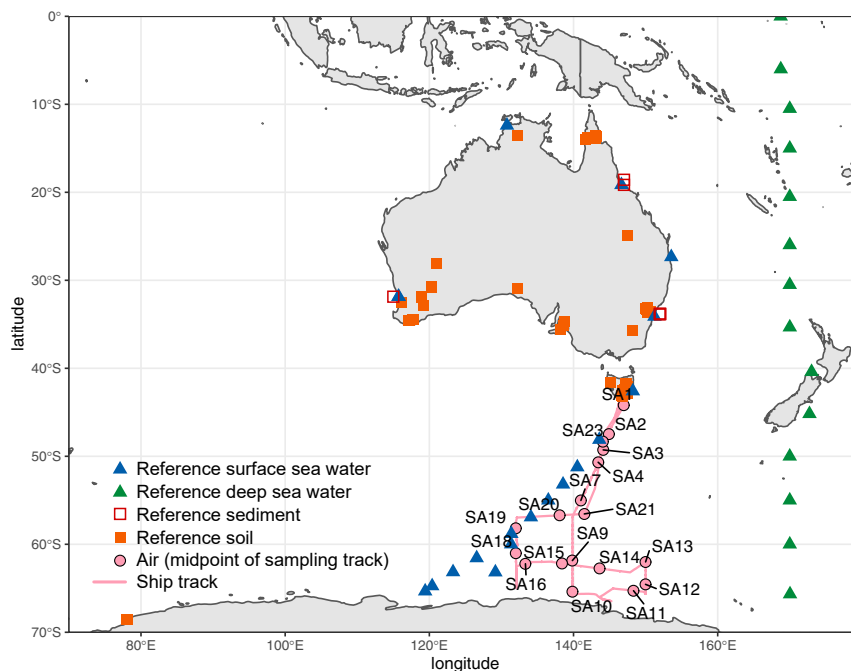 0°
10°S
20°S
30°S
40°S
50°S
60°S
70°S
latitude
SA1
SA2
SA23
SA3
SA4
SA7
SA20
SA21
SA19
SA18
SA9
SA15
SA14
SA13
SA16
SA12
SA10
SA11
Reference surface sea water
Reference deep sea water
Reference sediment
Reference soil
Air (midpoint of sampling track)
Ship track
80°E
100°E
120°E
140°E
160°E
longitude